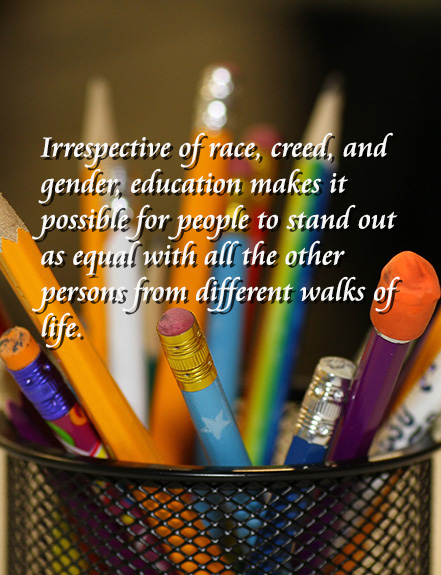 Irrespective of race, creed, and
gender, education makes it
possible for people to stand out
as equal with all the other
persons from different walks of
life.